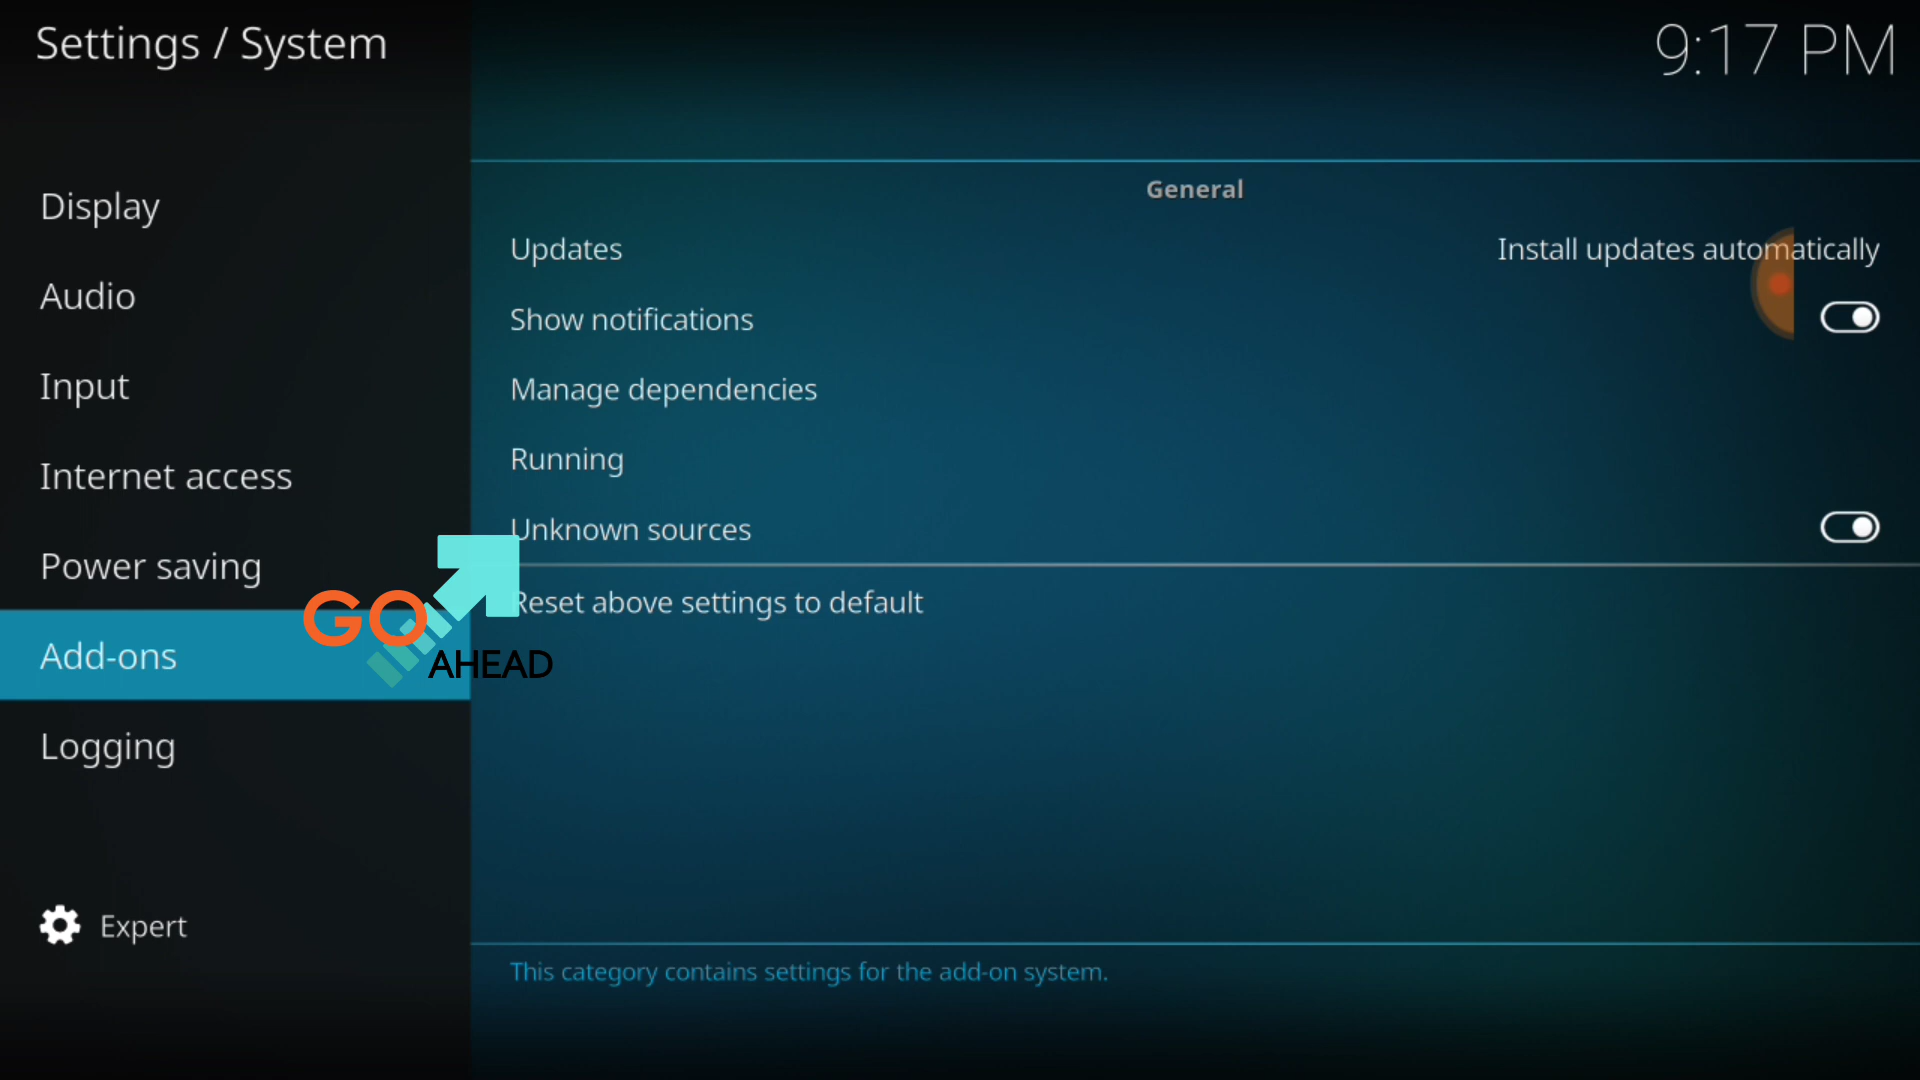 Settings / System
9:17 PM
Display
Audio
Input
Internet access
Power saving
Add-ons
Logging
Expert
General
Updates Install updates automatically
Show notifications
Manage dependencies
Running
Unknown sources
Reset above settings to default
GO
AHEAD
This category contains settings for the add-on system.